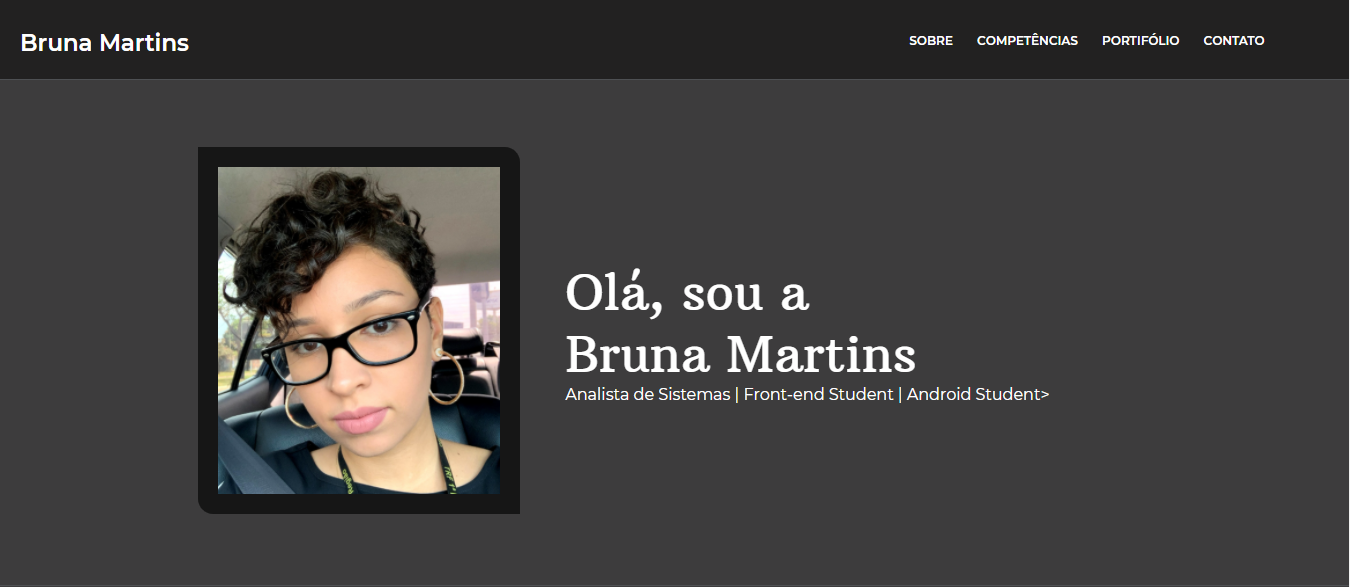 Bruna Martins
SOBRE COMPETÊNCIAS PORTIFÓLIO CONTATO
Olá, sou a
Bruna Martins
Analista de Sistemas | Front-end Student | Android Student>